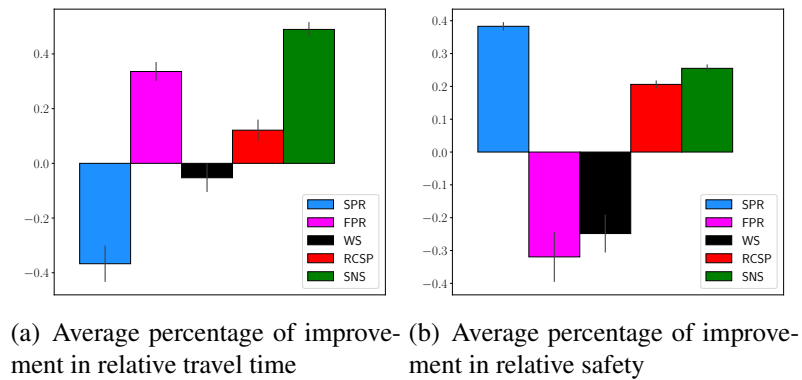 0.4
0.2
0.0
−0.2
−0.4
SPR
FPR
WS
RCSP
SNS
0.4
0.3
0.2
0.1
0.0
−0.1
−0.2
−0.3
−0.4
SPR
FPR
WS
RCSP
SNS
(a) Average percentage of improve-
ment in relative travel time
(b) Average percentage of improve-
ment in relative safety